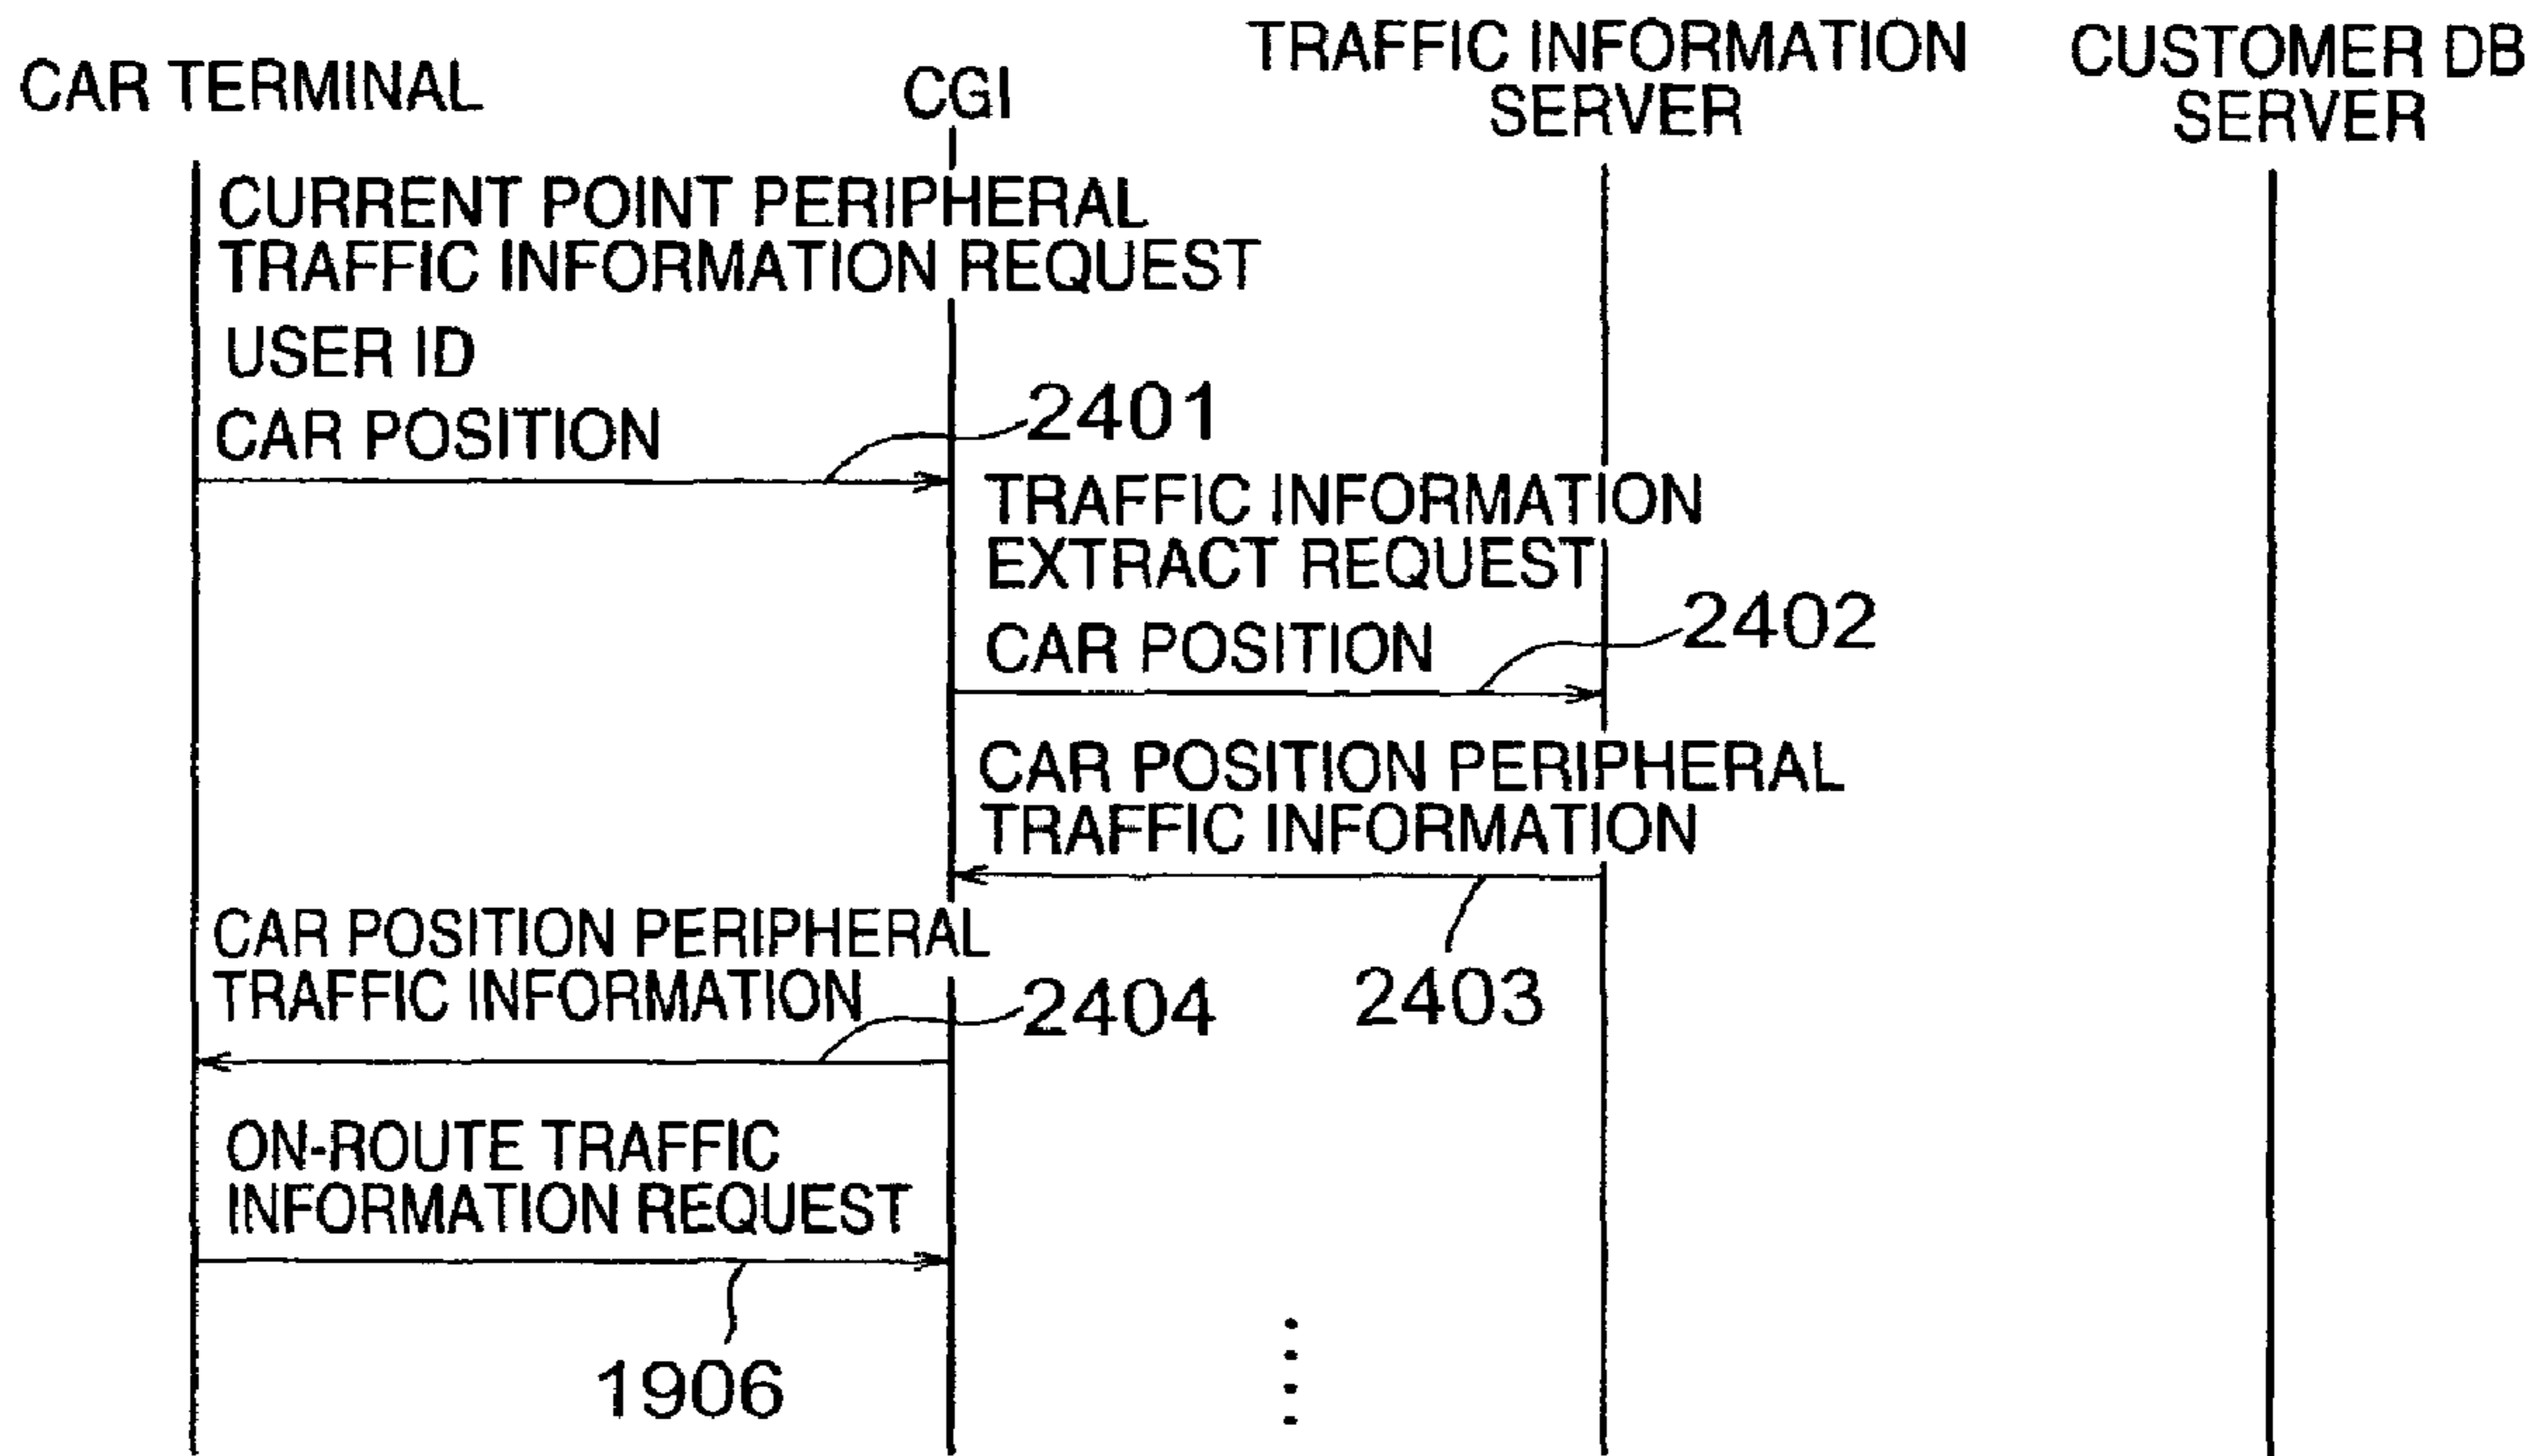 CAR TERMINAL
CGI
TRAFFIC INFORMATION
SERVER
CUSTOMER DB
SERVER
CURRENT POINT PERIPHERAL
TRAFFIC INFORMATION REQUEST
USER ID
CAR POSITION
2401
TRAFFIC INFORMATION
EXTRACT REQUEST
CAR POSITION
2402
CAR POSITION PERIPHERAL
TRAFFIC INFORMATION
2403
CAR POSITION PERIPHERAL
TRAFFIC INFORMATION
2404
ON-ROUTE TRAFFIC
INFORMATION REQUEST
1906